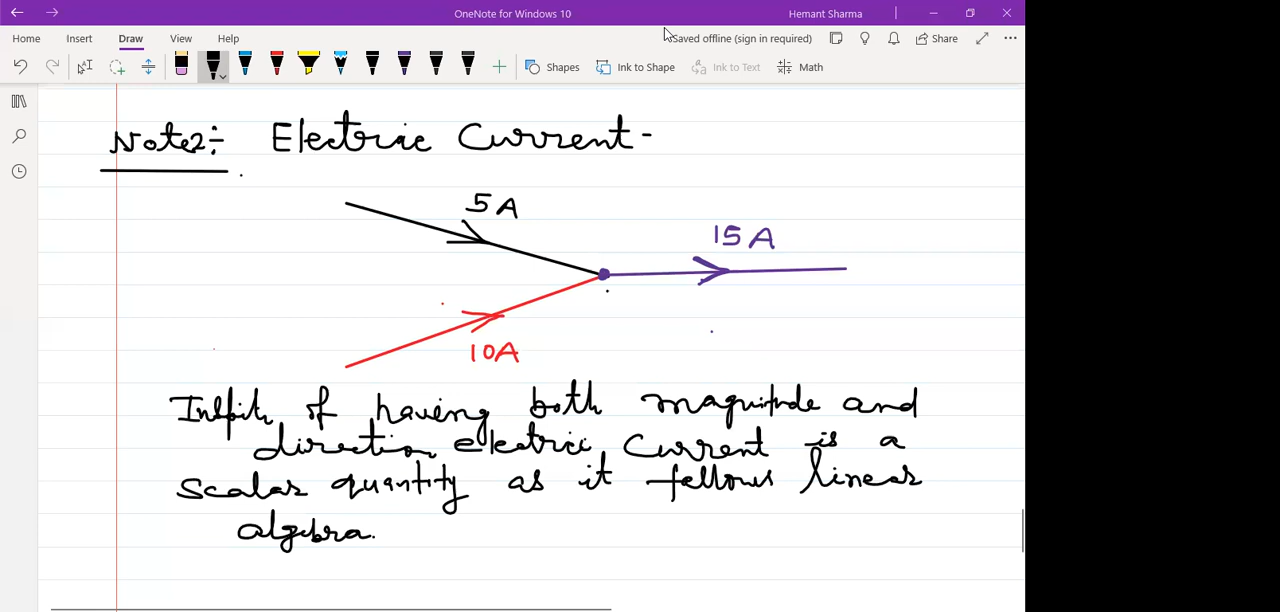 OneNote for Windows 10
Hemant Sharma
Home Insert Draw View Help
Saved offline (sign in required)
Share
Shapes
Ink to Shape
Ink to Text
Math
Note2:- Electric Current-
5A
15A
10A
Inspite of having both magnitude and
direction electric current is a
scalar quantity as it follows linear
algebra.